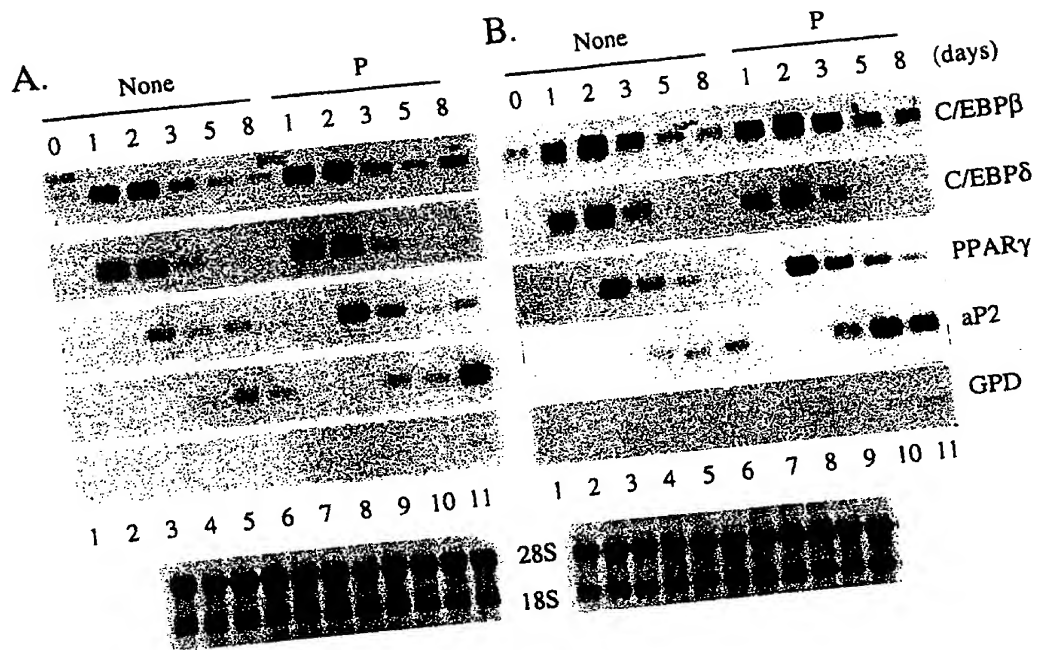 A.
None P
0 1 2 3 5 8 1 2 3 5 8
B.
None P
0 1 2 3 5 8 1 2 3 5 8 (days)
C/EBPβ
C/EBPδ
PPARγ
aP2
GPD
1 2 3 4 5 6 7 8 9 10 11
1 2 3 4 5 6 7 8 9 10 11
28S
18S